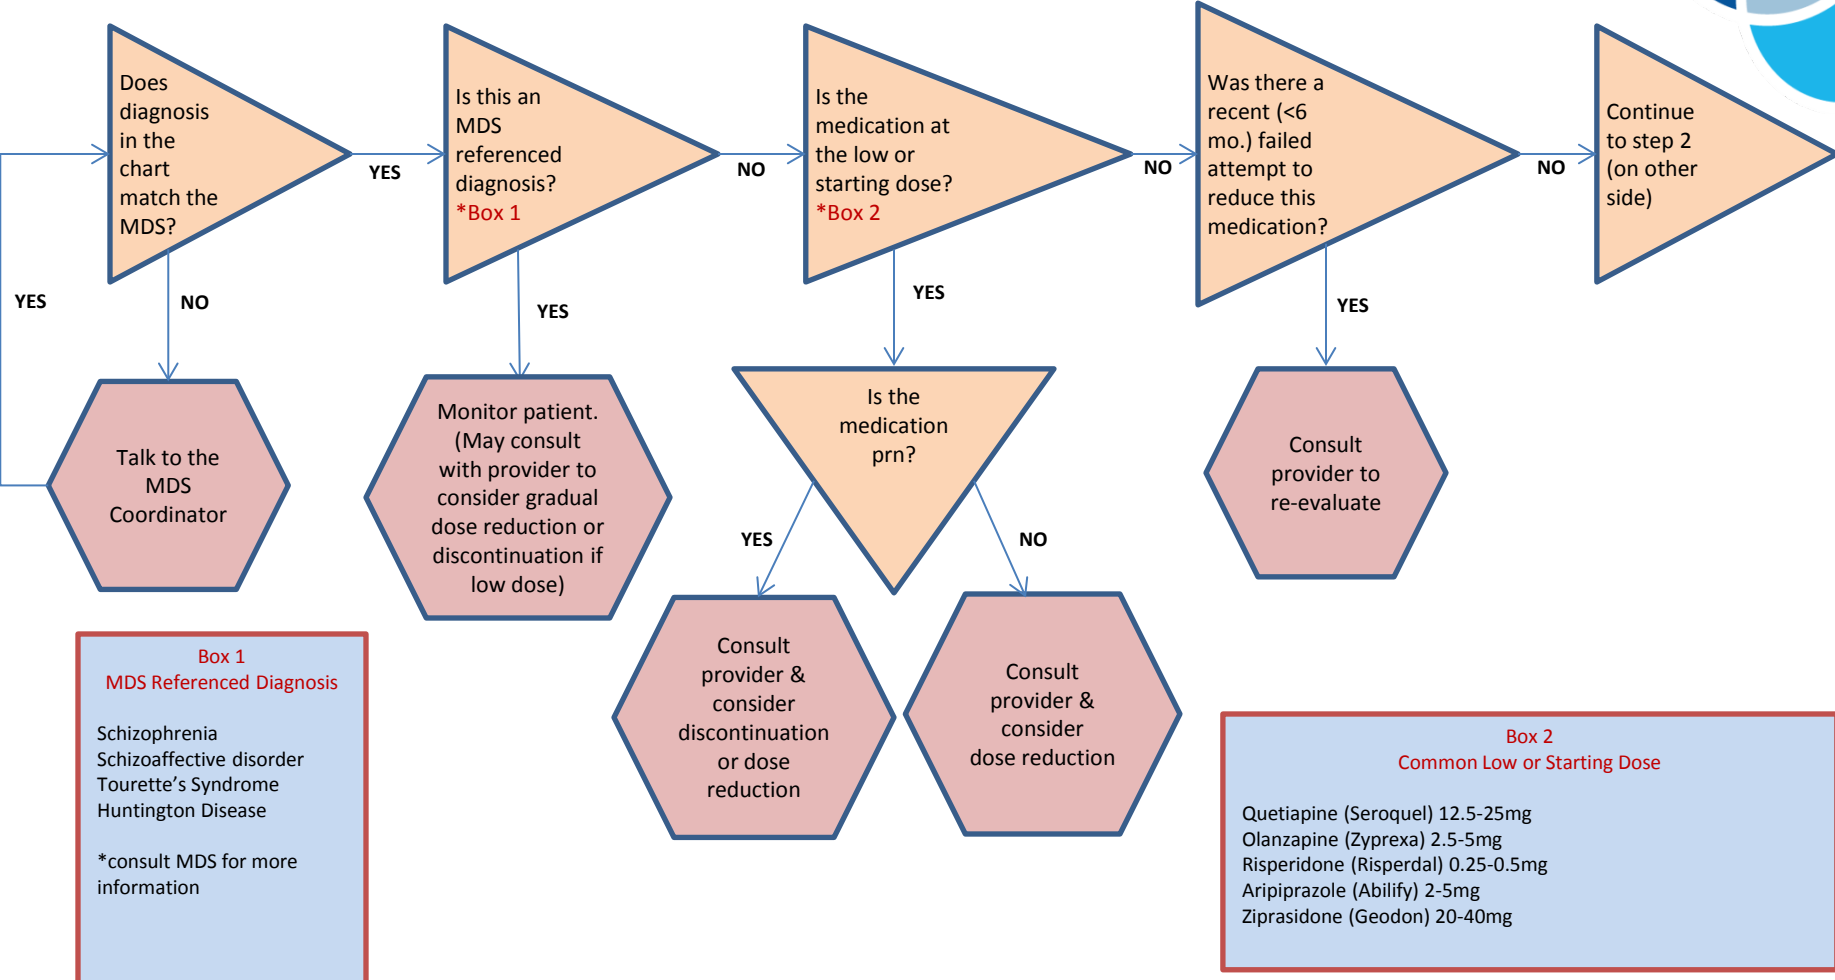 Does
diagnosis
in the
chart
match the
MDS?
YES
Is this an
MDS
referenced
diagnosis?
*Box 1
NO
Is the
medication at
the low or
starting dose?
*Box 2
NO
Was there a
recent (<6
mo.) failed
attempt to
reduce this
medication?
NO
Continue
to step 2
(on other
side)
YES
NO
YES
YES
YES
Talk to the
MDS
Coordinator
Monitor patient.
(May consult
with provider to
consider gradual
dose reduction or
discontinuation if
low dose)
Is the
medication
prn?
YES
NO
Consult
provider to
re-evaluate
Consult
provider &
consider
discontinuation
or dose
reduction
Consult
provider &
consider
dose reduction
Box 1
MDS Referenced Diagnosis
Schizophrenia
Schizoaffective disorder
Tourette’s Syndrome
Huntington Disease
*consult MDS for more
information
Box 2
Common Low or Starting Dose
Quetiapine (Seroquel) 12.5-25mg
Olanzapine (Zyprexa) 2.5-5mg
Risperidone (Risperdal) 0.25-0.5mg
Aripiprazole (Abilify) 2-5mg
Ziprasidone (Geodon) 20-40mg